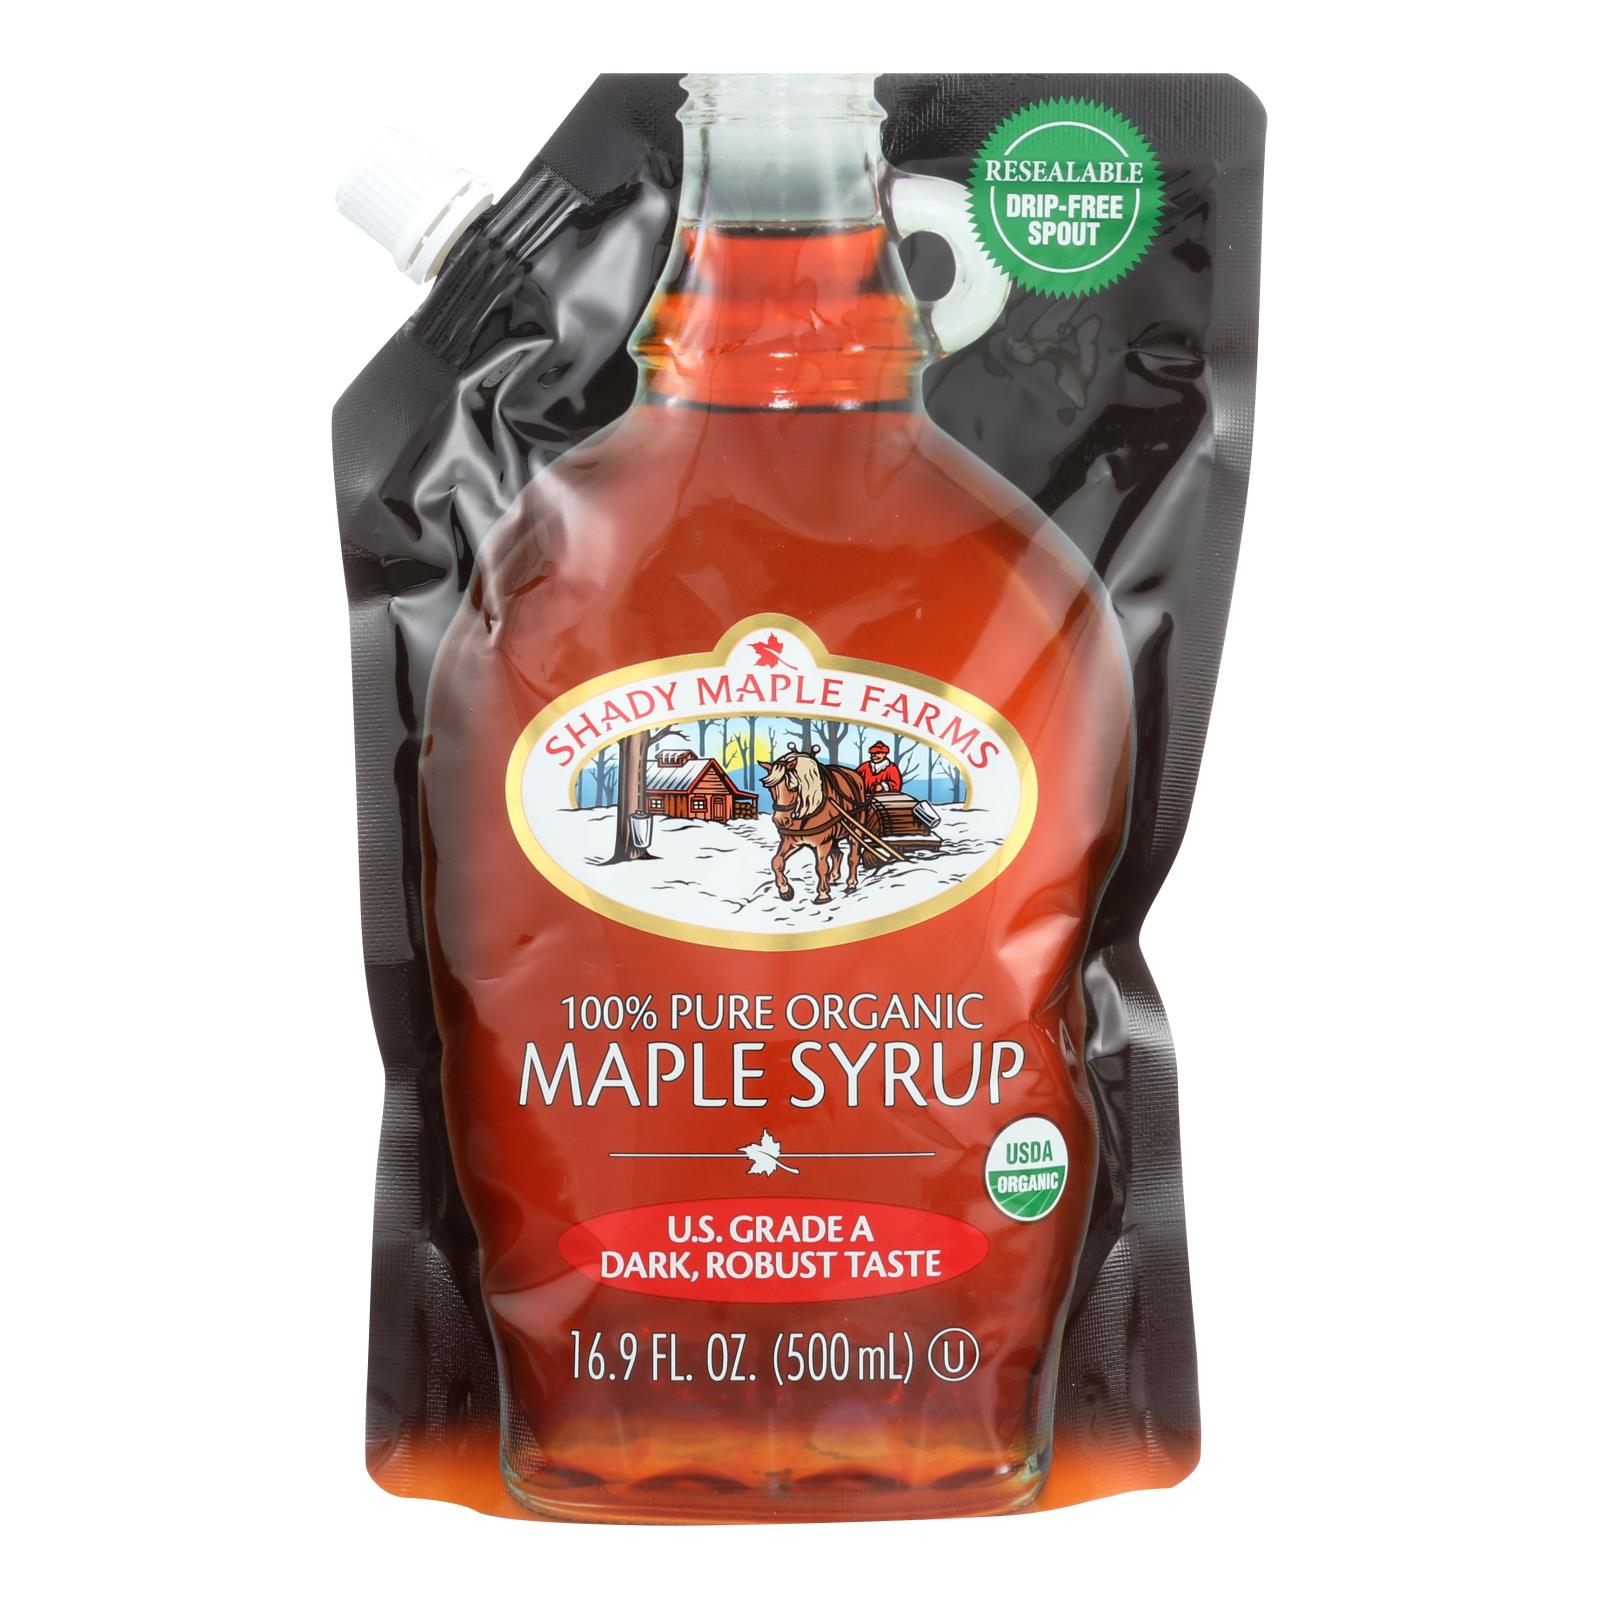 RESEALABLE
DRIP-FREE
SPOUT
SHADY MAPLE FARMS
100% PURE ORGANIC
MAPLE SYRUP
USDA
ORGANIC
U.S. GRADE A
DARK, ROBUST TASTE
16.9 FL. OZ. (500 mL) U